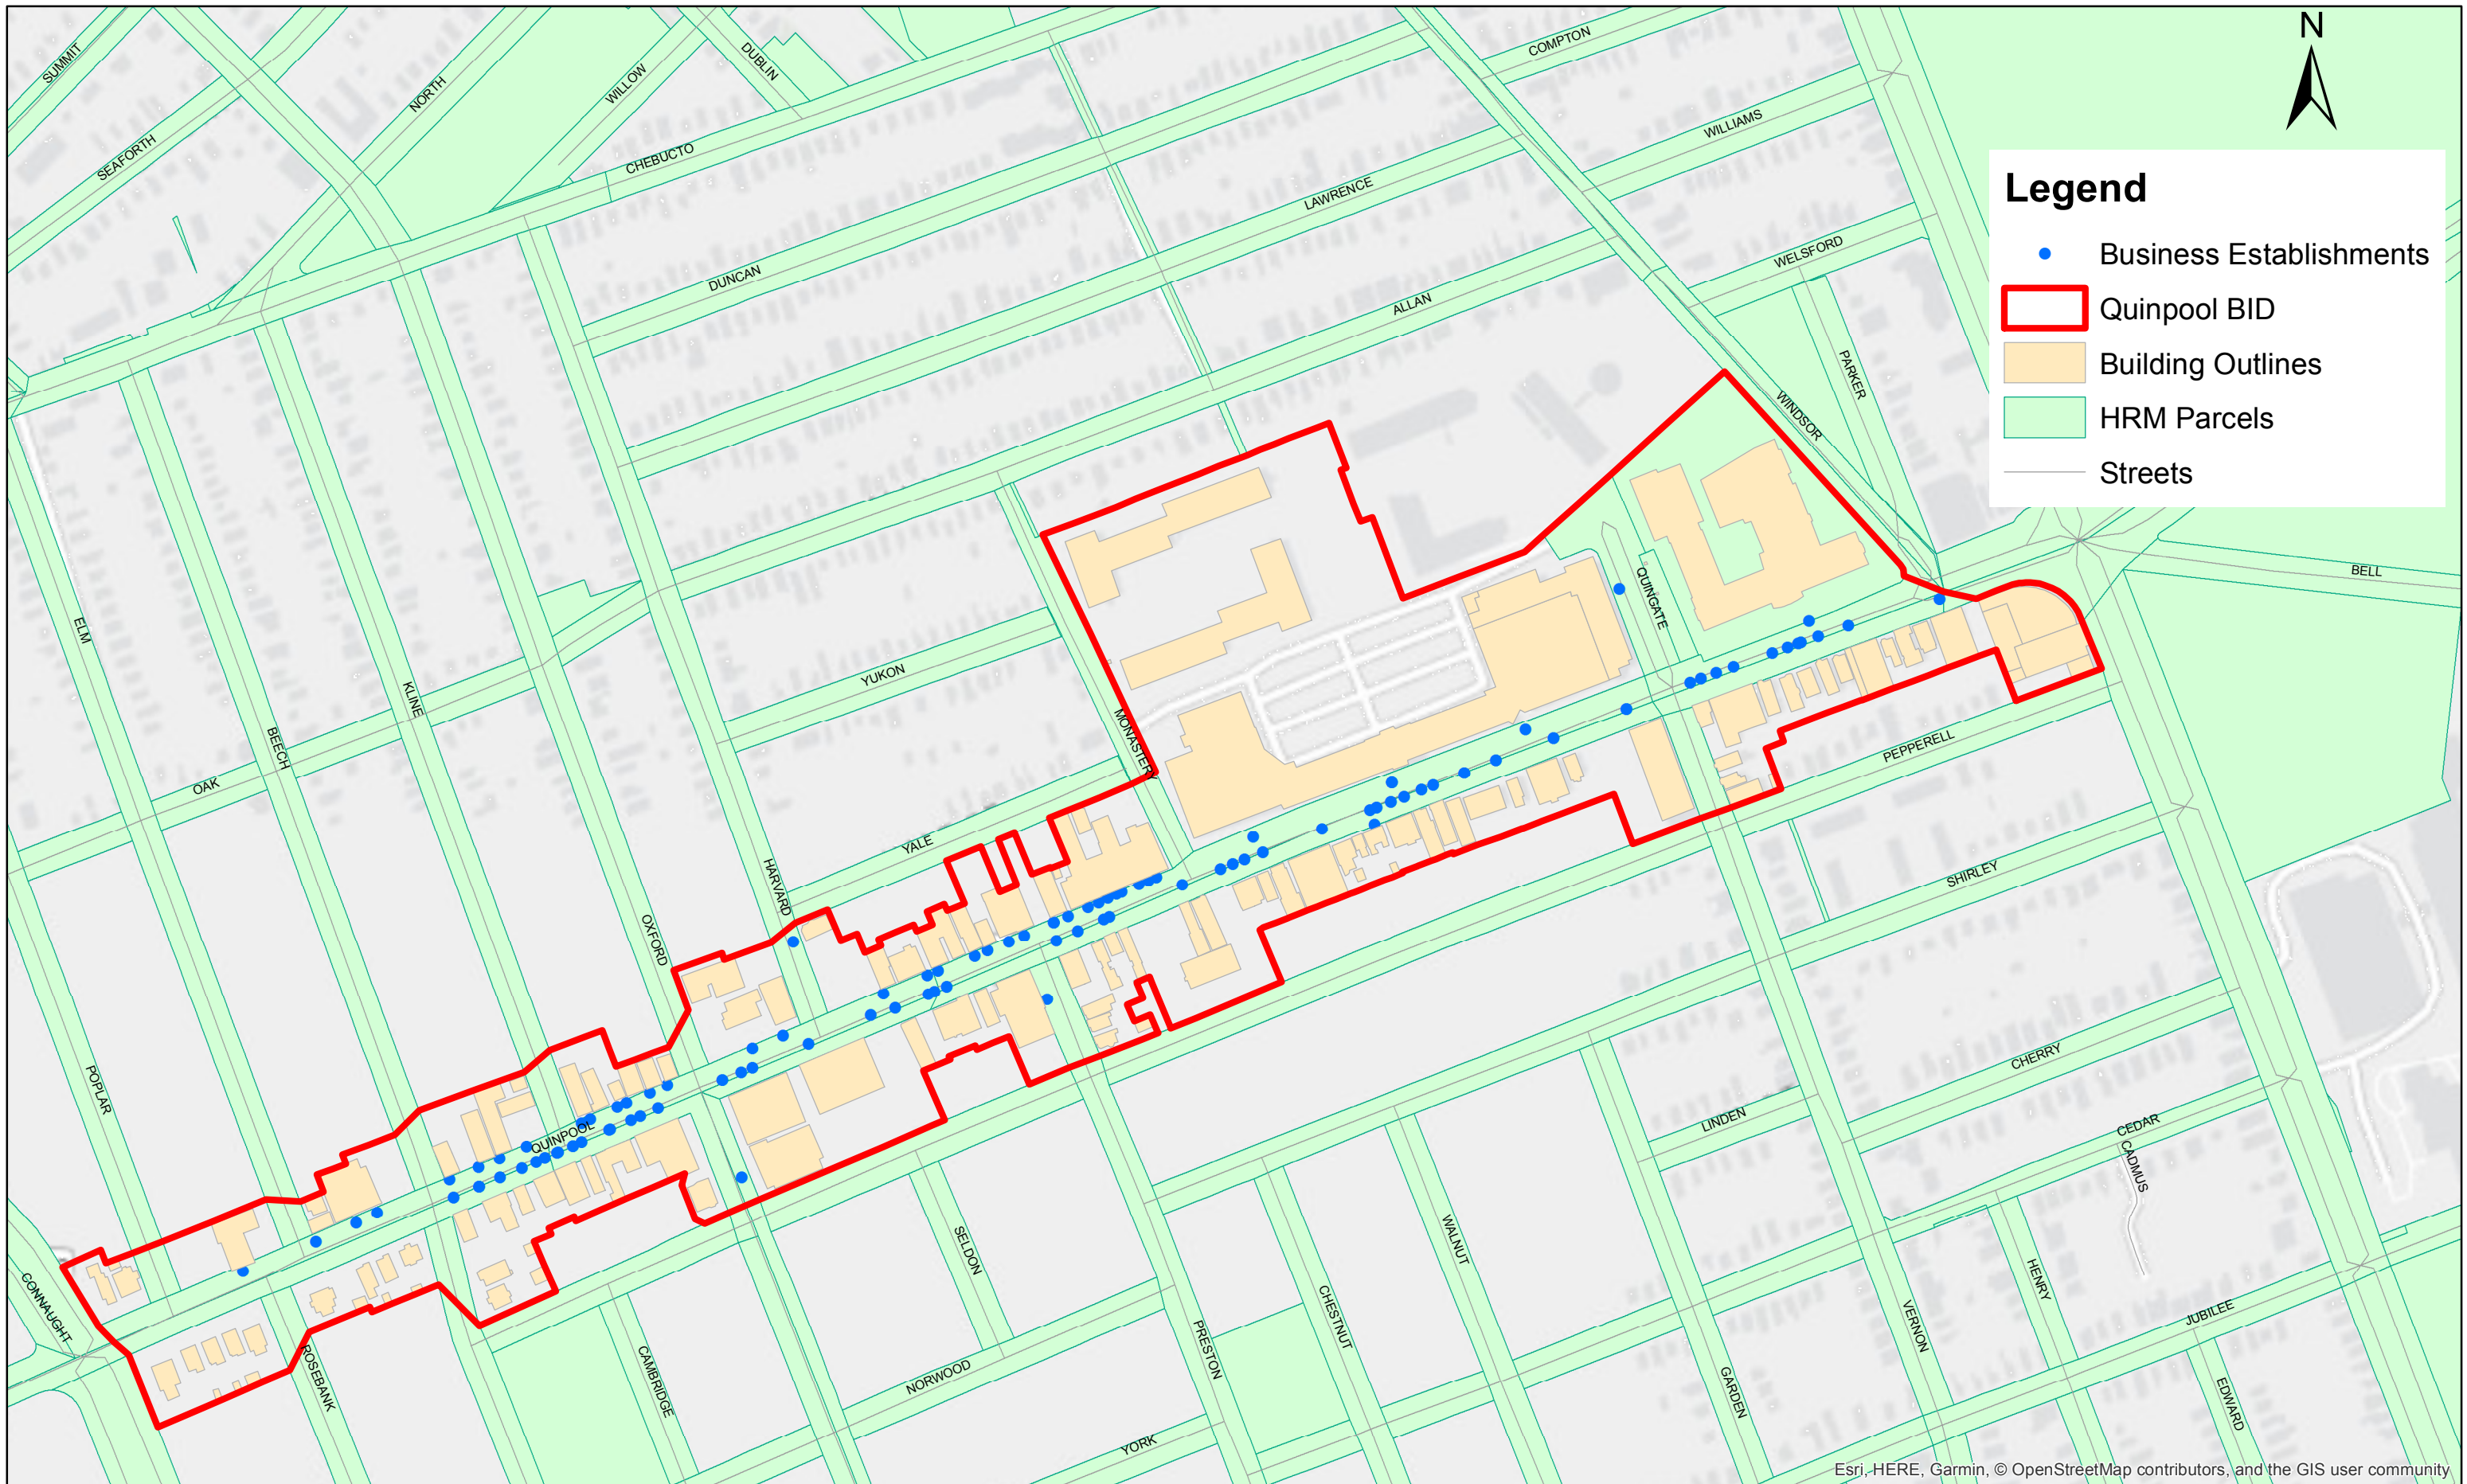 SUMMIT
NORTH
WILLOW
DUBLIN
COMPTON
N
SEAFORTH
CHEBUCTO
WILLIAMS
Legend
Business Establishments
Quinpool BID
Building Outlines
HRM Parcels
Streets
LAWRENCE
DUNCAN
WELSFORD
ALLAN
PARKER
WINDSOR
BELL
QUINGATE
ELM
YUKON
KLINE
BEECH
MONASTERY
OAK
PEPPERELL
YALE
HARVARD
SHIRLEY
OXFORD
POPLAR
CHERRY
QUINPOOL
LINDEN
CEDAR
CADMUS
SELDON
WALNUT
CONNAUGHT
HENRY
JUBILEE
CHESTNUT
VERNON
PRESTON
ROSEBANK
CAMBRIDGE
NORWOOD
GARDEN
EDWARD
YORK
Esri, HERE, Garmin, © OpenStreetMap contributors, and the GIS user community